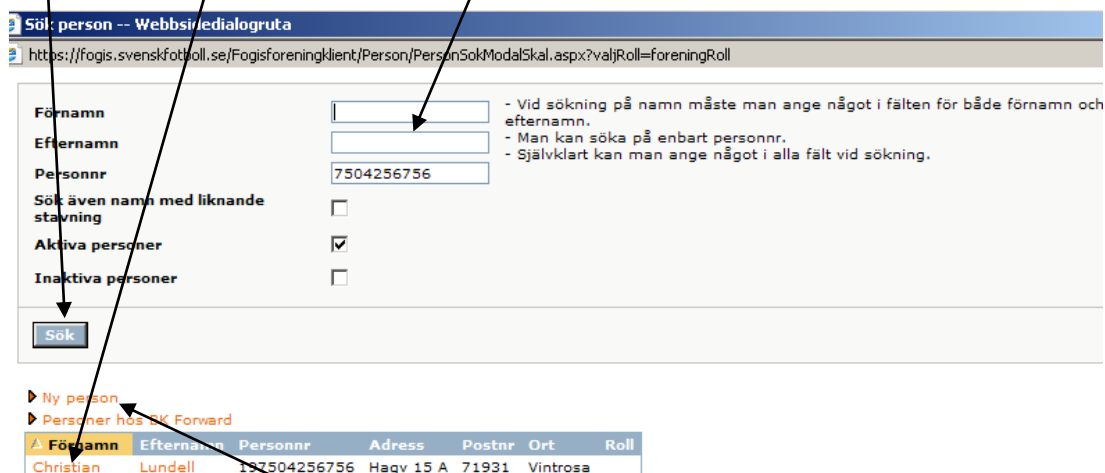 Sök person -- Webbsidedialogruta
https://fogis.svenskfotboll.se/Fogisforeningklient/Person/PersonSokModalSkal.aspx?valjRoll=foreningRoll
Förnamn
- Vid sökning på namn måste man ange något i fälten för både förnamn och
efternamn.
Efternamn
- Man kan söka på enbart personnr.
- Självklart kan man ange något i alla fält vid sökning.
Personnr 7504256756
Sök även namn med liknande
stavning
Aktiva personer
Inaktiva personer
Sök
Ny person
Personer hos BK Forward
Förnamn Efternamn Personnr Adress Postnr Ort Roll
Christian Lundell 197504256756 Hagv 15 A 71931 Vintrosa